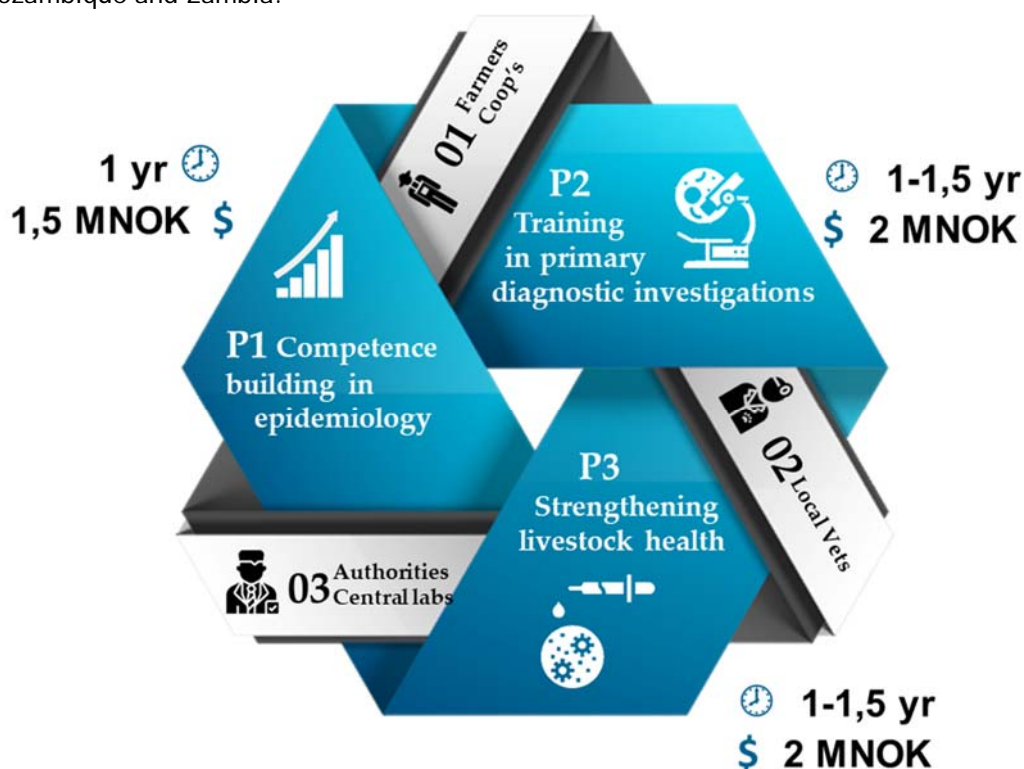 1 yr
1,5 MNOK $
01 Farmers
Coop's
P2
Training
in primary
diagnostic investigations
1-1,5 yr
$ 2 MNOK
P1 Competence
building in
epidemiology
02 Local Vets
P3
Strengthening
livestock health
03 Authorities
Central labs
1-1,5 yr
$ 2 MNOK